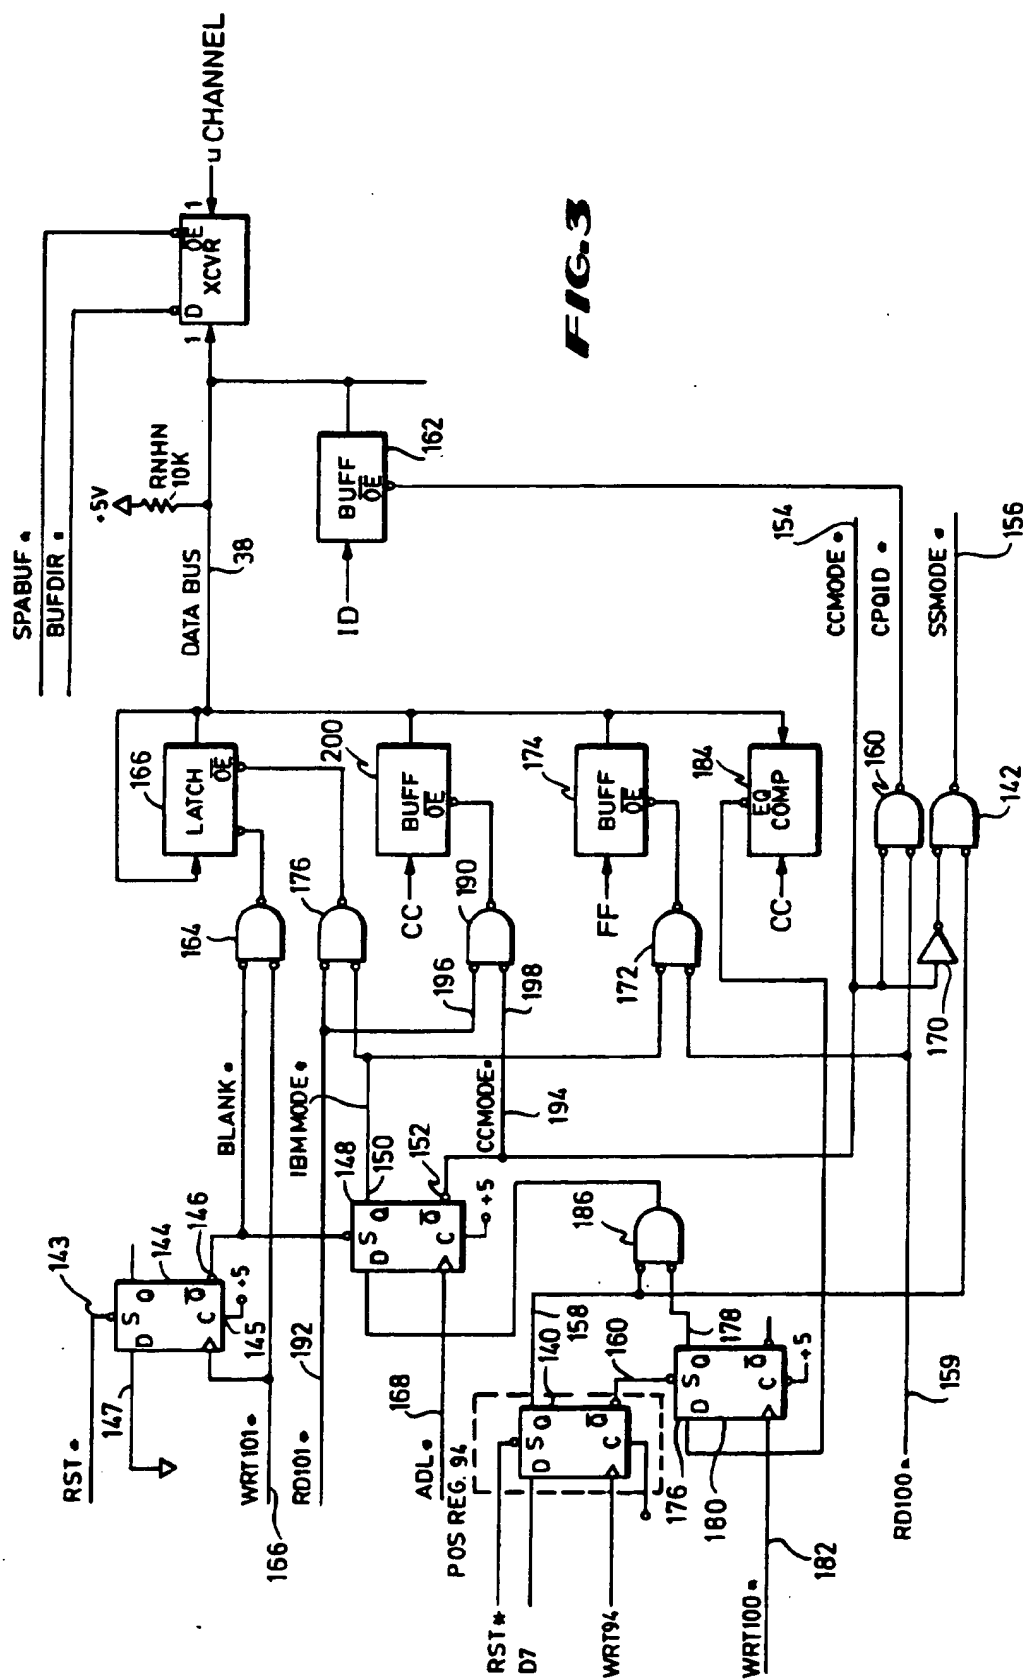 SPABUF*
BUFDIR*
+5V
RNHN
10K
DATA BUS
38
1
D
OE
XCVR
1
u CHANNEL
FIG. 3
166
LATCH
OE
200
BUFF
OE
CC
174
BUFF
OE
FF
184
EQ
COMP
CC
ID
BUFF
OE
162
154
CCMODE*
CPQID*
SSMODE*
156
160
142
170
164
176
190
196
198
172
194
BLANK*
IBMMODE*
CCMODE*
143
RST*
147
S
D
Q
144
Q
146
C
+5
145
WRT101*
166
RD101*
192
148
S
D
Q
150
Q
152
C
+5
ADL*
168
186
POS REG. 94
RST*
D7
WRT94
S
D
Q
140
158
Q
C
160
S
D
Q
178
Q
C
+5
176
180
WRT100*
182
RD100*
159